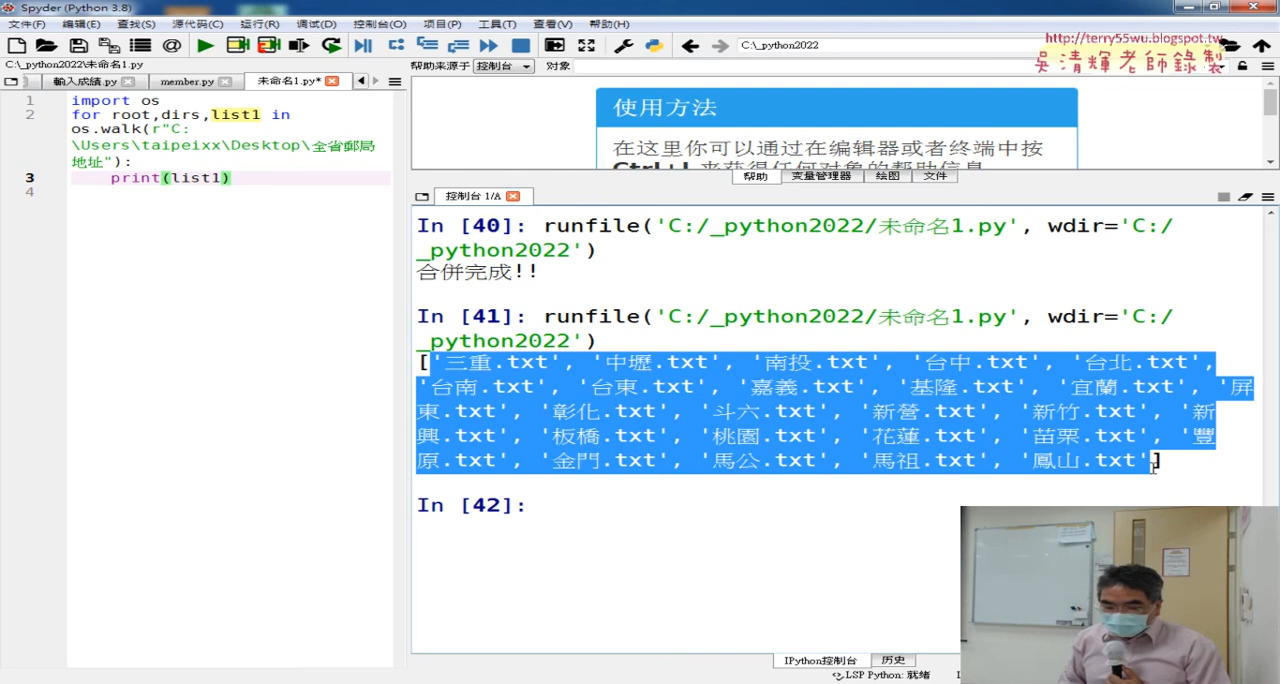 Spyder (Python 3.8)
文件(F) 编辑(E) 查找(S) 源代码(C) 运行(R) 调试(D) 控制台(O) 项目(P) 工具(T) 查看(V) 帮助(H)
C:\_python2022
http://terry55wu.blogspot.tw
吳清輝老師錄製
C:\_python2022\未命名1.py
帮助来源于 控制台 对象
輸入成績.py member.py 未命名1.py*
1 import os
2 for root,dirs,list1 in
os.walk(r"C:
\Users\taipeixx\Desktop\全省郵局
地址"):
3 print(list1)
4
使用方法
在这里你可以通过在编辑器或者终端中按
Ctrl+I 来获得任何对象的帮助信息
帮助 变量管理器 绘图 文件
控制台 1/A
In [40]: runfile('C:/_python2022/未命名1.py', wdir='C:/
_python2022')
合併完成!!
In [41]: runfile('C:/_python2022/未命名1.py', wdir='C:/
_python2022')
['三重.txt', '中壢.txt', '南投.txt', '台中.txt', '台北.txt',
'台南.txt', '台東.txt', '嘉義.txt', '基隆.txt', '宜蘭.txt', '屏
東.txt', '彰化.txt', '斗六.txt', '新營.txt', '新竹.txt', '新
興.txt', '板橋.txt', '桃園.txt', '花蓮.txt', '苗栗.txt', '豐
原.txt', '金門.txt', '馬公.txt', '馬祖.txt', '鳳山.txt']
In [42]:
IPython控制台 历史
LSP Python: 就绪